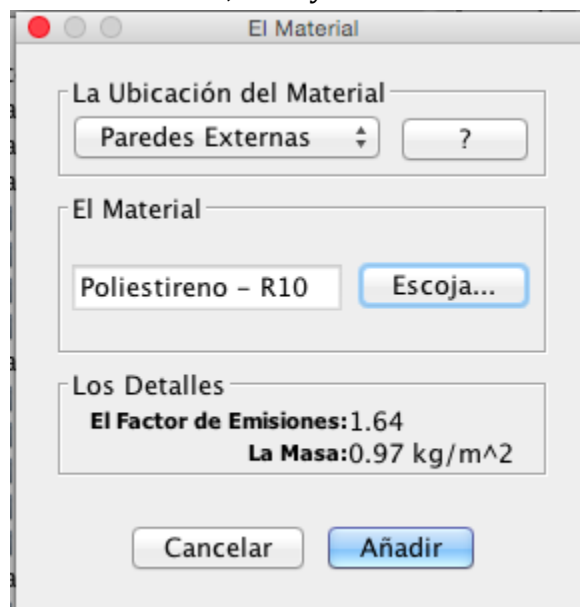 El Material
La Ubicación del Material
Paredes Externas ?
El Material
Poliestireno – R10 Escoja...
Los Detalles
El Factor de Emisiones:1.64
La Masa:0.97 kg/m^2
Cancelar Añadir